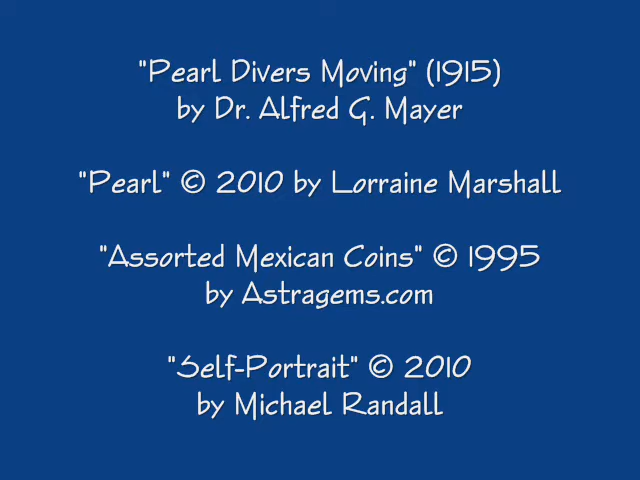 "Pearl Divers Moving" (1915)
by Dr. Alfred G. Mayer
"Pearl" © 2010 by Lorraine Marshall
"Assorted Mexican Coins" © 1995
by Astragems.com
"Self-Portrait" © 2010
by Michael Randall